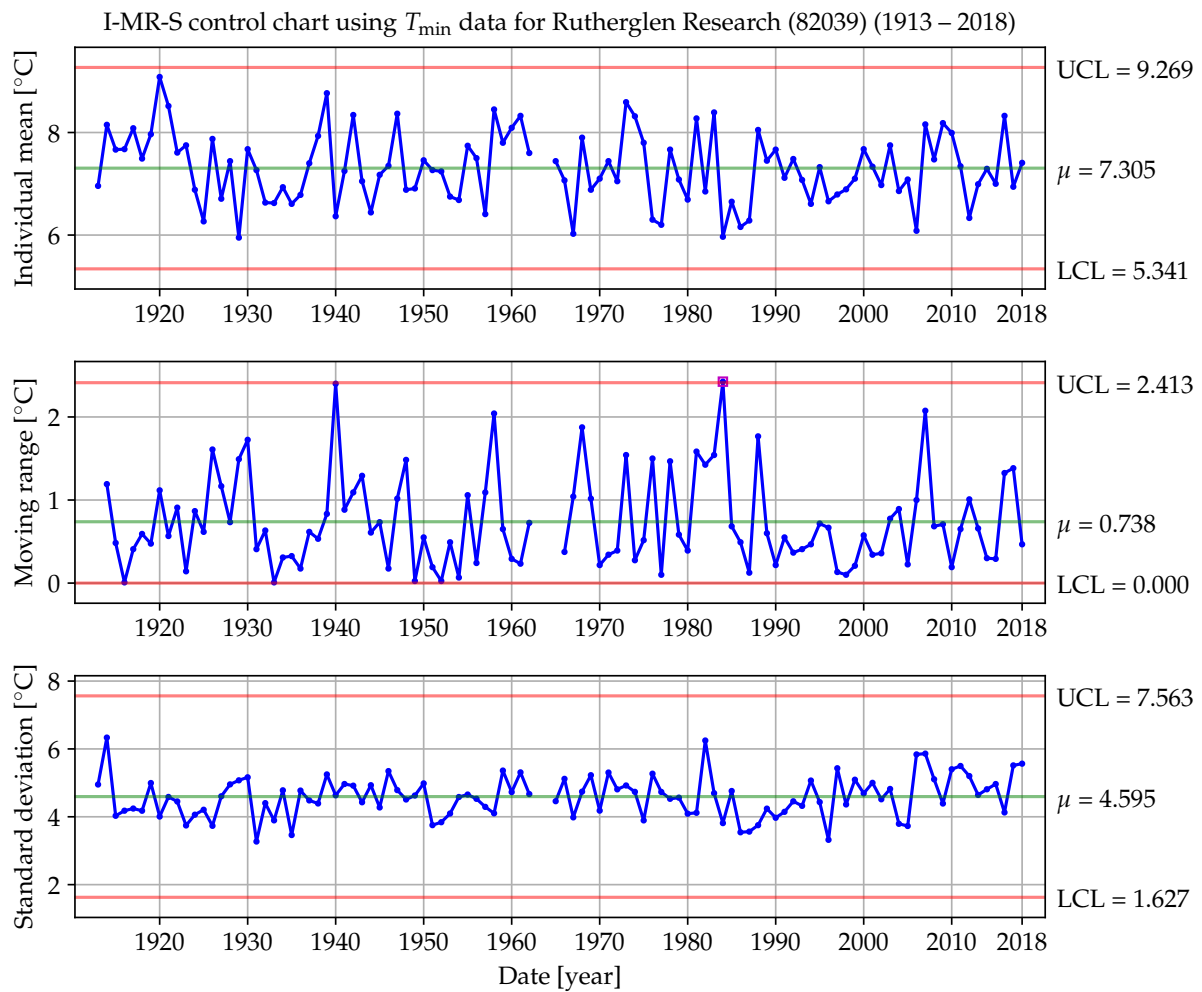 I-MR-S control chart using Tmin data for Rutherglen Research (82039) (1913 – 2018)
Individual mean [°C]
8
6
UCL = 9.269
μ = 7.305
LCL = 5.341
1920 1930 1940 1950 1960 1970 1980 1990 2000 2010 2018
Moving range [°C]
2
1
0
UCL = 2.413
μ = 0.738
LCL = 0.000
1920 1930 1940 1950 1960 1970 1980 1990 2000 2010 2018
Standard deviation [°C]
8
6
4
2
UCL = 7.563
μ = 4.595
LCL = 1.627
1920 1930 1940 1950 1960 1970 1980 1990 2000 2010 2018
Date [year]